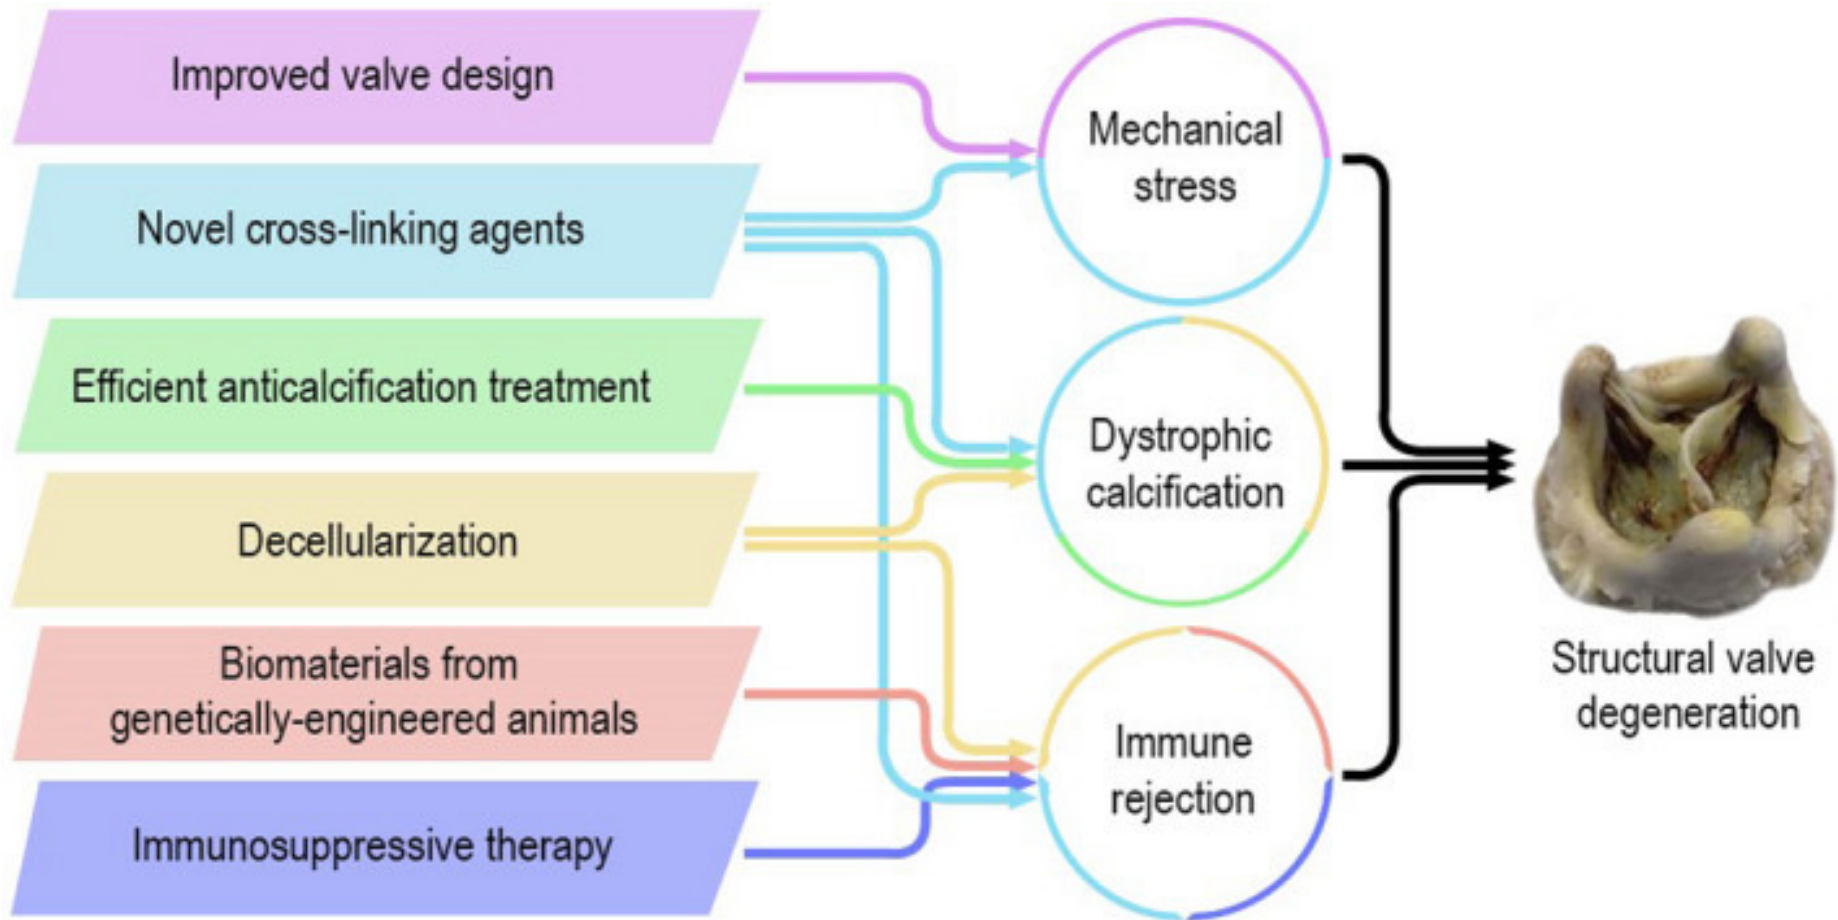 Improved valve design
Novel cross-linking agents
Efficient anticalcification treatment
Decellularization
Biomaterials from
genetically-engineered animals
Immunosuppressive therapy
Mechanical
stress
Dystrophic
calcification
Immune
rejection
Structural valve
degeneration